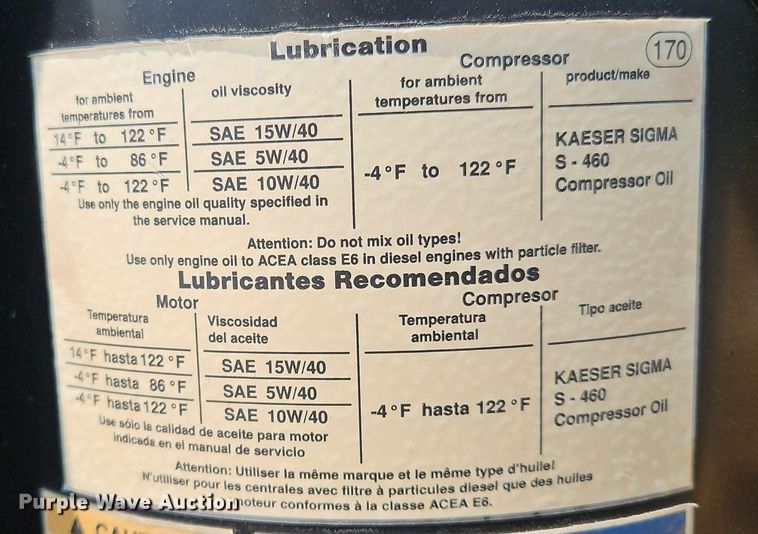 Lubrication
170
Engine
Compressor
for ambient temperatures from
oil viscosity
for ambient temperatures from
product/make
14°F to 122°F
SAE 15W/40
-4°F to 86°F
SAE 5W/40
-4°F to 122°F
SAE 10W/40
-4°F to 122°F
KAESER SIGMA
S - 460
Compressor Oil
Use only the engine oil quality specified in
the service manual.
Attention: Do not mix oil types!
Use only engine oil to ACEA class E6 in diesel engines with particle filter.
Lubricantes Recomendados
Motor
Compresor
Temperatura
ambiental
Viscosidad
del aceite
Temperatura
ambiental
Tipo aceite
14°F hasta 122°F
SAE 15W/40
-4°F hasta 86°F
SAE 5W/40
-4°F hasta 122°F
SAE 10W/40
-4°F hasta 122°F
KAESER SIGMA
S - 460
Compressor Oil
Use sólo la calidad de aceite para motor
indicada en el manual de servicio
Attention: Utiliser la même marque et le même type d'huile!
N'utiliser pour les centrales avec filtre à particules diesel que des huiles
moteur conformes à la classe ACEA E6.
Purple Wave Auction